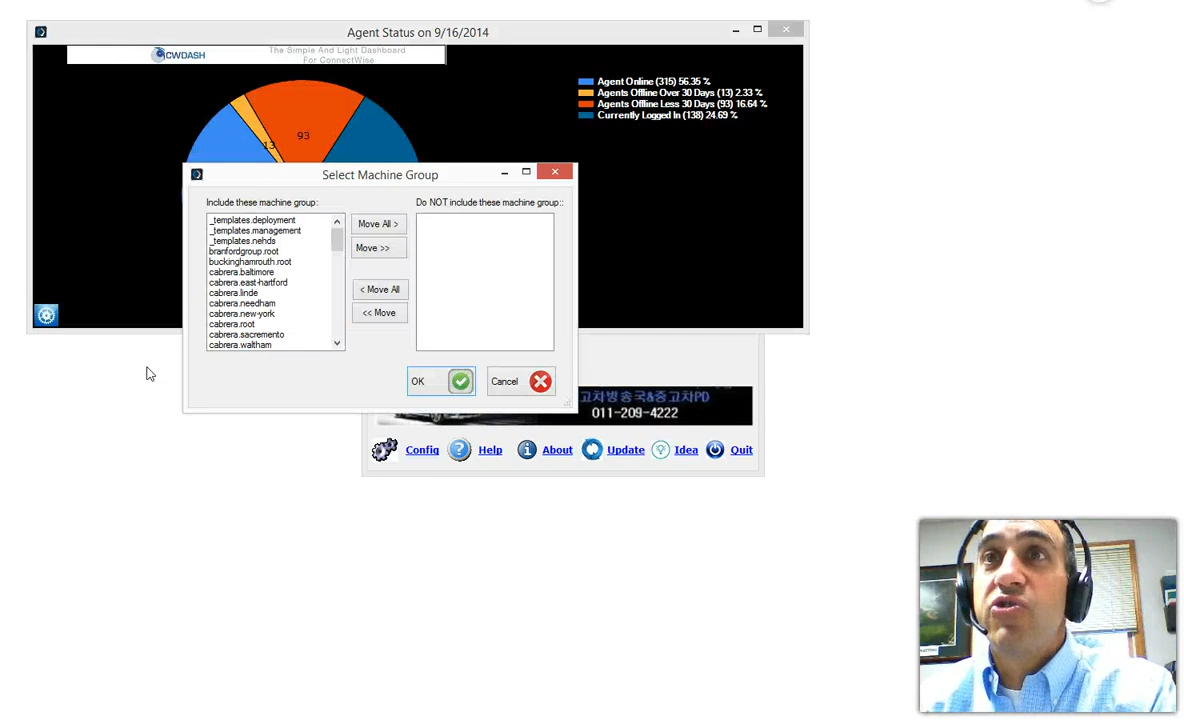 Agent Status on 9/16/2014
CWDASH
The Simple And Light Dashboard
For ConnectWise
Agent Online (315) 56.35 %
Agents Offline Over 30 Days (13) 2.33 %
Agents Offline Less 30 Days (93) 16.64 %
Currently Logged In (138) 24.69 %
93
13
Select Machine Group
Include these machine group:
Do NOT include these machine group::
_templates.deployment
_templates.management
_templates.nehds
branfordgroup.root
buckinghamrouth.root
cabrera.baltimore
cabrera.east-hartford
cabrera.linde
cabrera.needham
cabrera.new-york
cabrera.root
cabrera.sacremento
cabrera.waltham
Move All >
Move >>
< Move All
<< Move
OK
Cancel
고차방송국&중고차PD
011-209-4222
Config
Help
About
Update
Idea
Quit